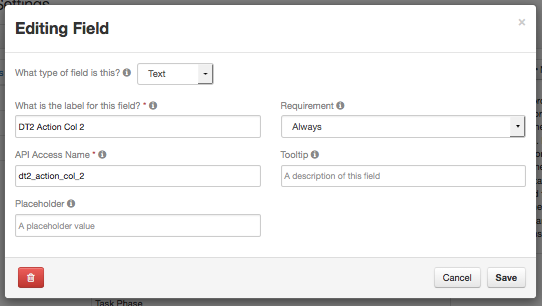 Settings
Editing Field
×
What type of field is this?
Text
What is the label for this field? *
Requirement
DT2 Action Col 2
Always
API Access Name *
Tooltip
dt2_action_col_2
A description of this field
Placeholder
A placeholder value
Cancel
Save
Task Phase